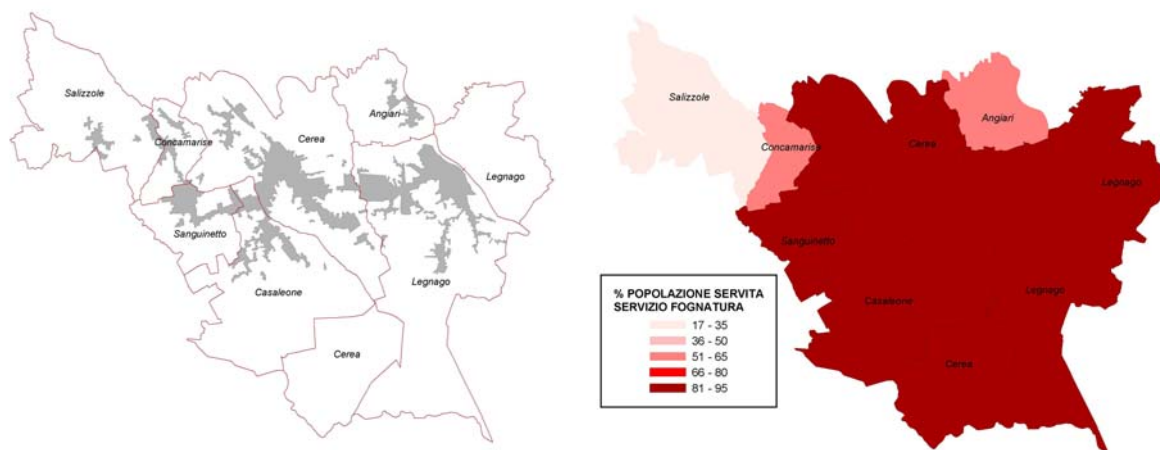 Salizzole
Concamarise
Cerea
Angiari
Legnago
Sanguinetto
Casaleone
Legnago
Cerea
Salizzole
Concamarise
Cerea
Angiari
Legnago
Sanguinetto
Casaleone
Legnago
Cerea
% POPOLAZIONE SERVITA
SERVIZIO FOGNATURA
17 - 35
36 - 50
51 - 65
66 - 80
81 - 95